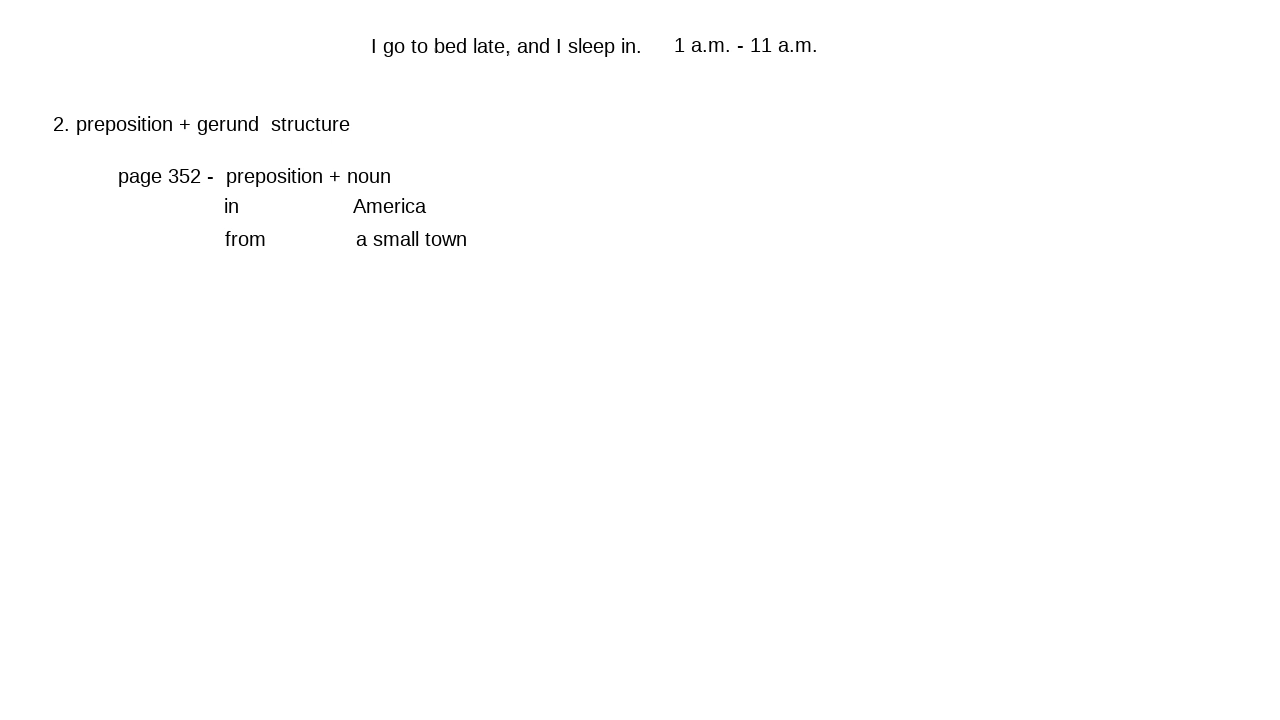 I go to bed late, and I sleep in. 1 a.m. - 11 a.m.
2. preposition + gerund structure
page 352 - preposition + noun
in America
from a small town